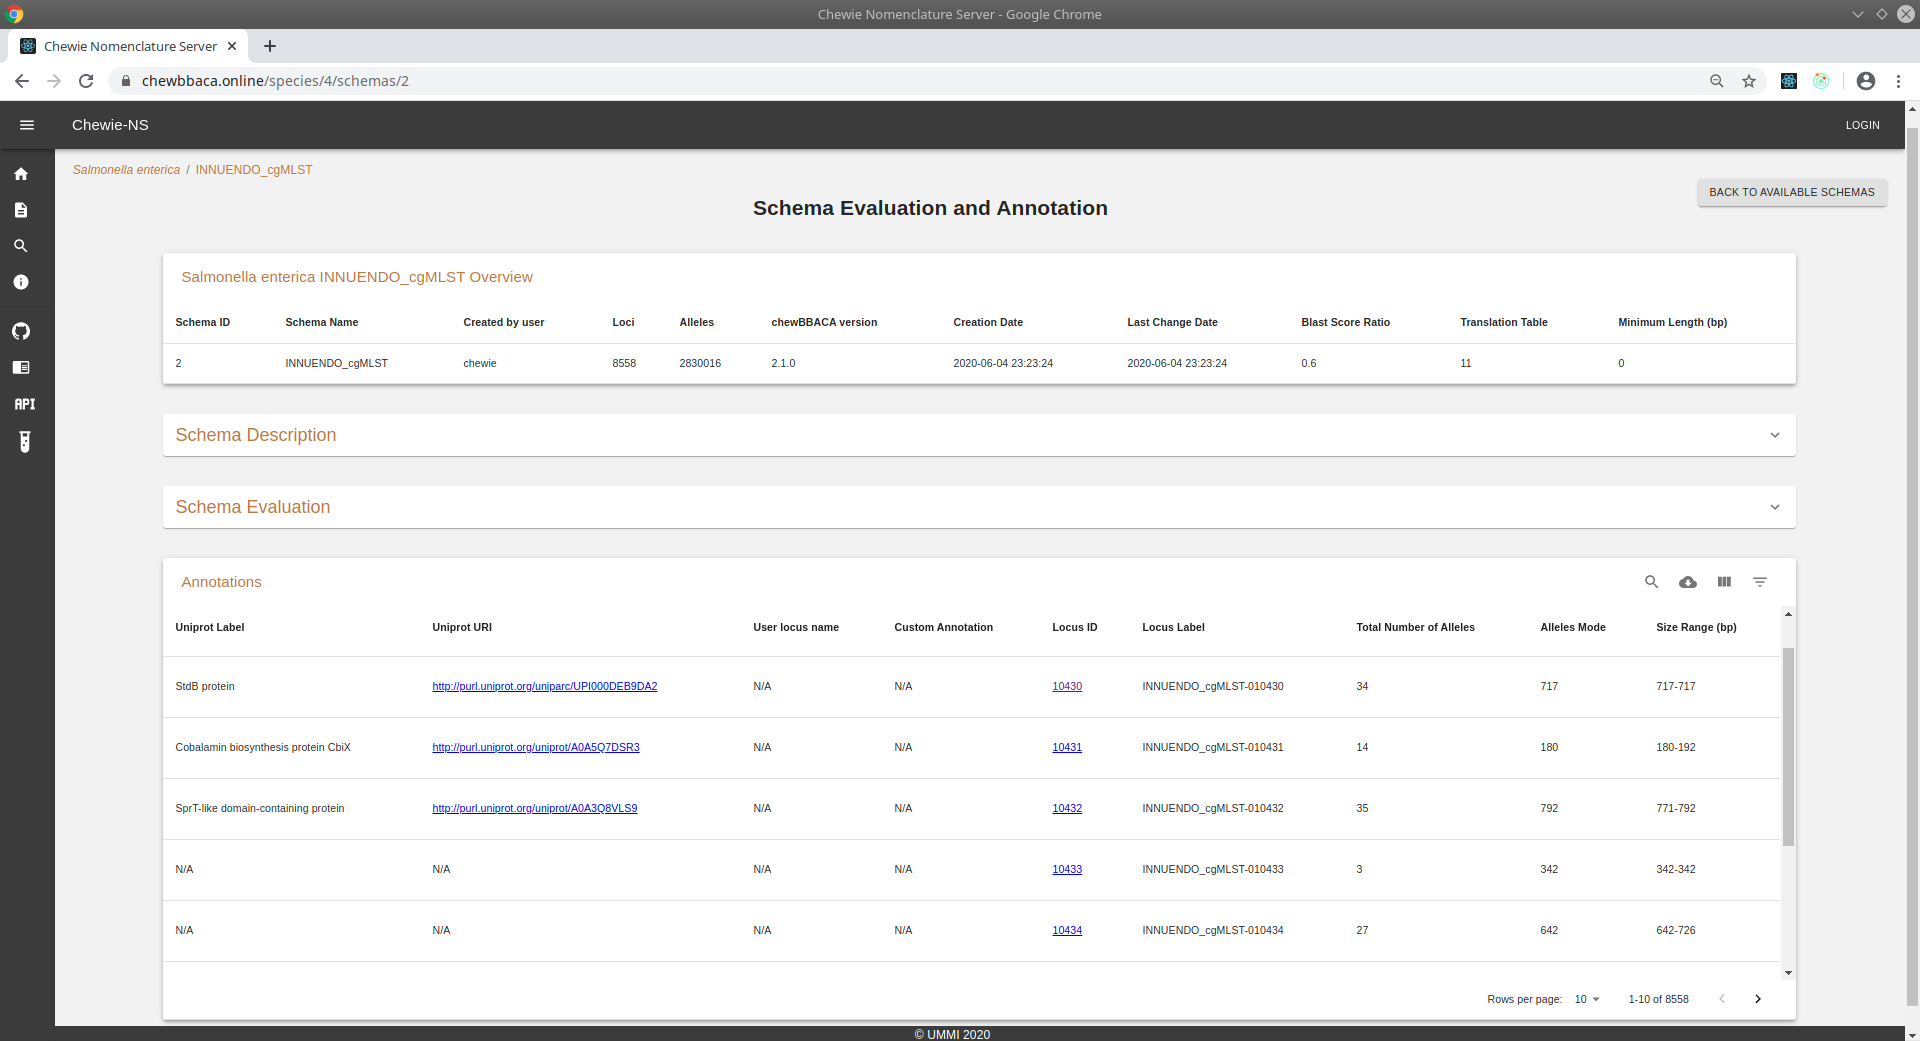 Chewie Nomenclature Server - Google Chrome
Chewie Nomenclature Server
chewbbaca.online/species/4/schemas/2
Chewie-NS
LOGIN
Salmonella enterica / INNUENDO_cgMLST
BACK TO AVAILABLE SCHEMAS
Schema Evaluation and Annotation
Salmonella enterica INNUENDO_cgMLST Overview
Schema ID Schema Name Created by user Loci Alleles chewBBACA version Creation Date Last Change Date Blast Score Ratio Translation Table Minimum Length (bp)
2 INNUENDO_cgMLST chewie 8558 2830016 2.1.0 2020-06-04 23:23:24 2020-06-04 23:23:24 0.6 11 0
API
Schema Description
Schema Evaluation
Annotations
Uniprot Label Uniprot URI User locus name Custom Annotation Locus ID Locus Label Total Number of Alleles Alleles Mode Size Range (bp)
StdB protein http://purl.uniprot.org/uniparc/UPI000DEB9DA2 N/A N/A 10430 INNUENDO_cgMLST-010430 34 717 717-717
Cobalamin biosynthesis protein CbiX http://purl.uniprot.org/uniprot/A0A5Q7DSR3 N/A N/A 10431 INNUENDO_cgMLST-010431 14 180 180-192
SprT-like domain-containing protein http://purl.uniprot.org/uniprot/A0A3Q8VLS9 N/A N/A 10432 INNUENDO_cgMLST-010432 35 792 771-792
N/A N/A N/A N/A 10433 INNUENDO_cgMLST-010433 3 342 342-342
N/A N/A N/A N/A 10434 INNUENDO_cgMLST-010434 27 642 642-726
Rows per page: 10 1-10 of 8558
© UMMI 2020